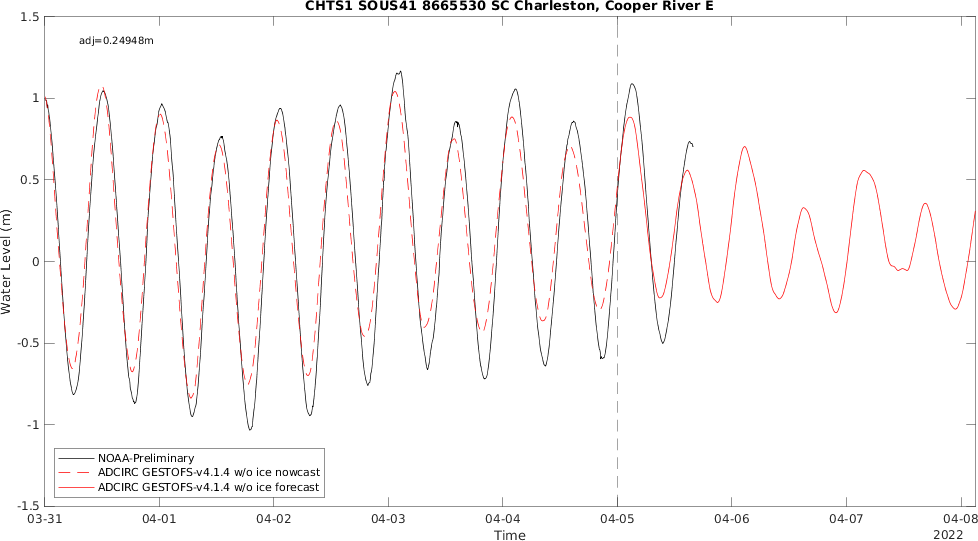 CHTS1 SOUS41 8665530 SC Charleston, Cooper River E
adj=0.24948m
1.5
1
0.5
0
-0.5
-1
-1.5
Water Level (m)
NOAA-Preliminary
ADCIRC GESTOFS-v4.1.4 w/o ice nowcast
ADCIRC GESTOFS-v4.1.4 w/o ice forecast
03-31 04-01 04-02 04-03 04-04 04-05 04-06 04-07 04-08
Time
2022